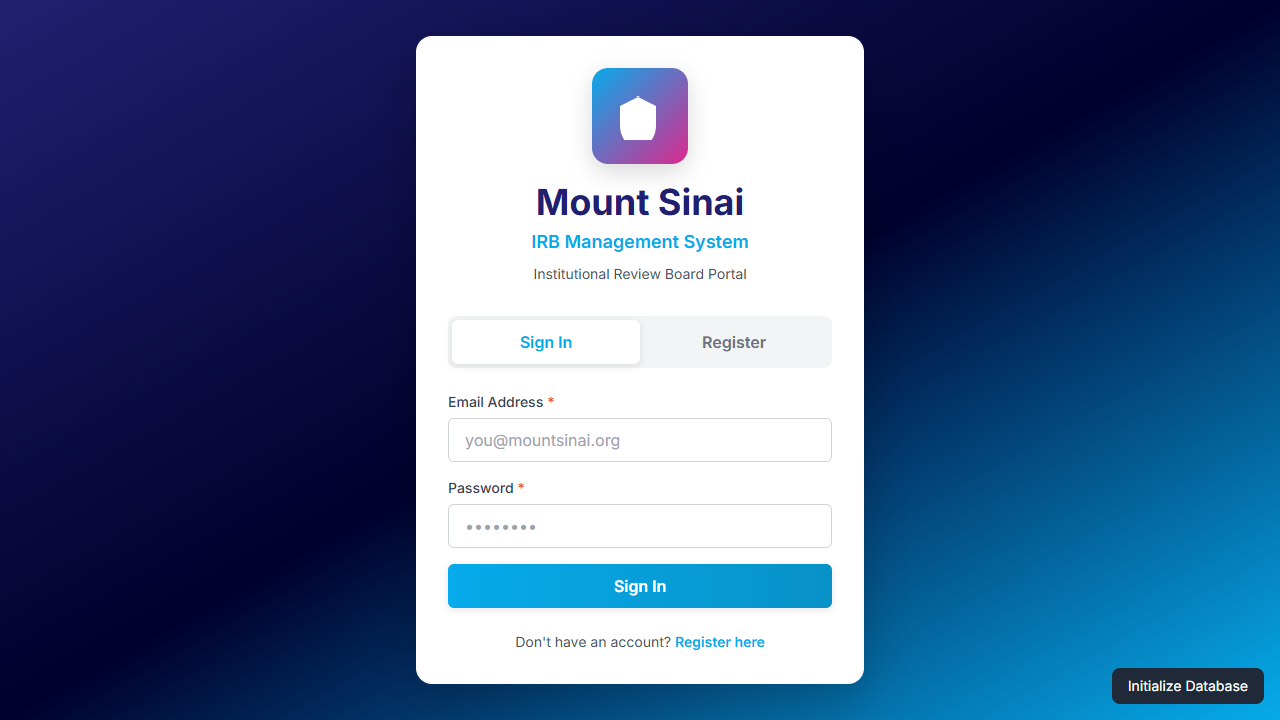 Mount Sinai
IRB Management System
Institutional Review Board Portal
Sign In
Register
Email Address *
you@mountsinai.org
Password *
••••••••
Sign In
Don't have an account? Register here
Initialize Database